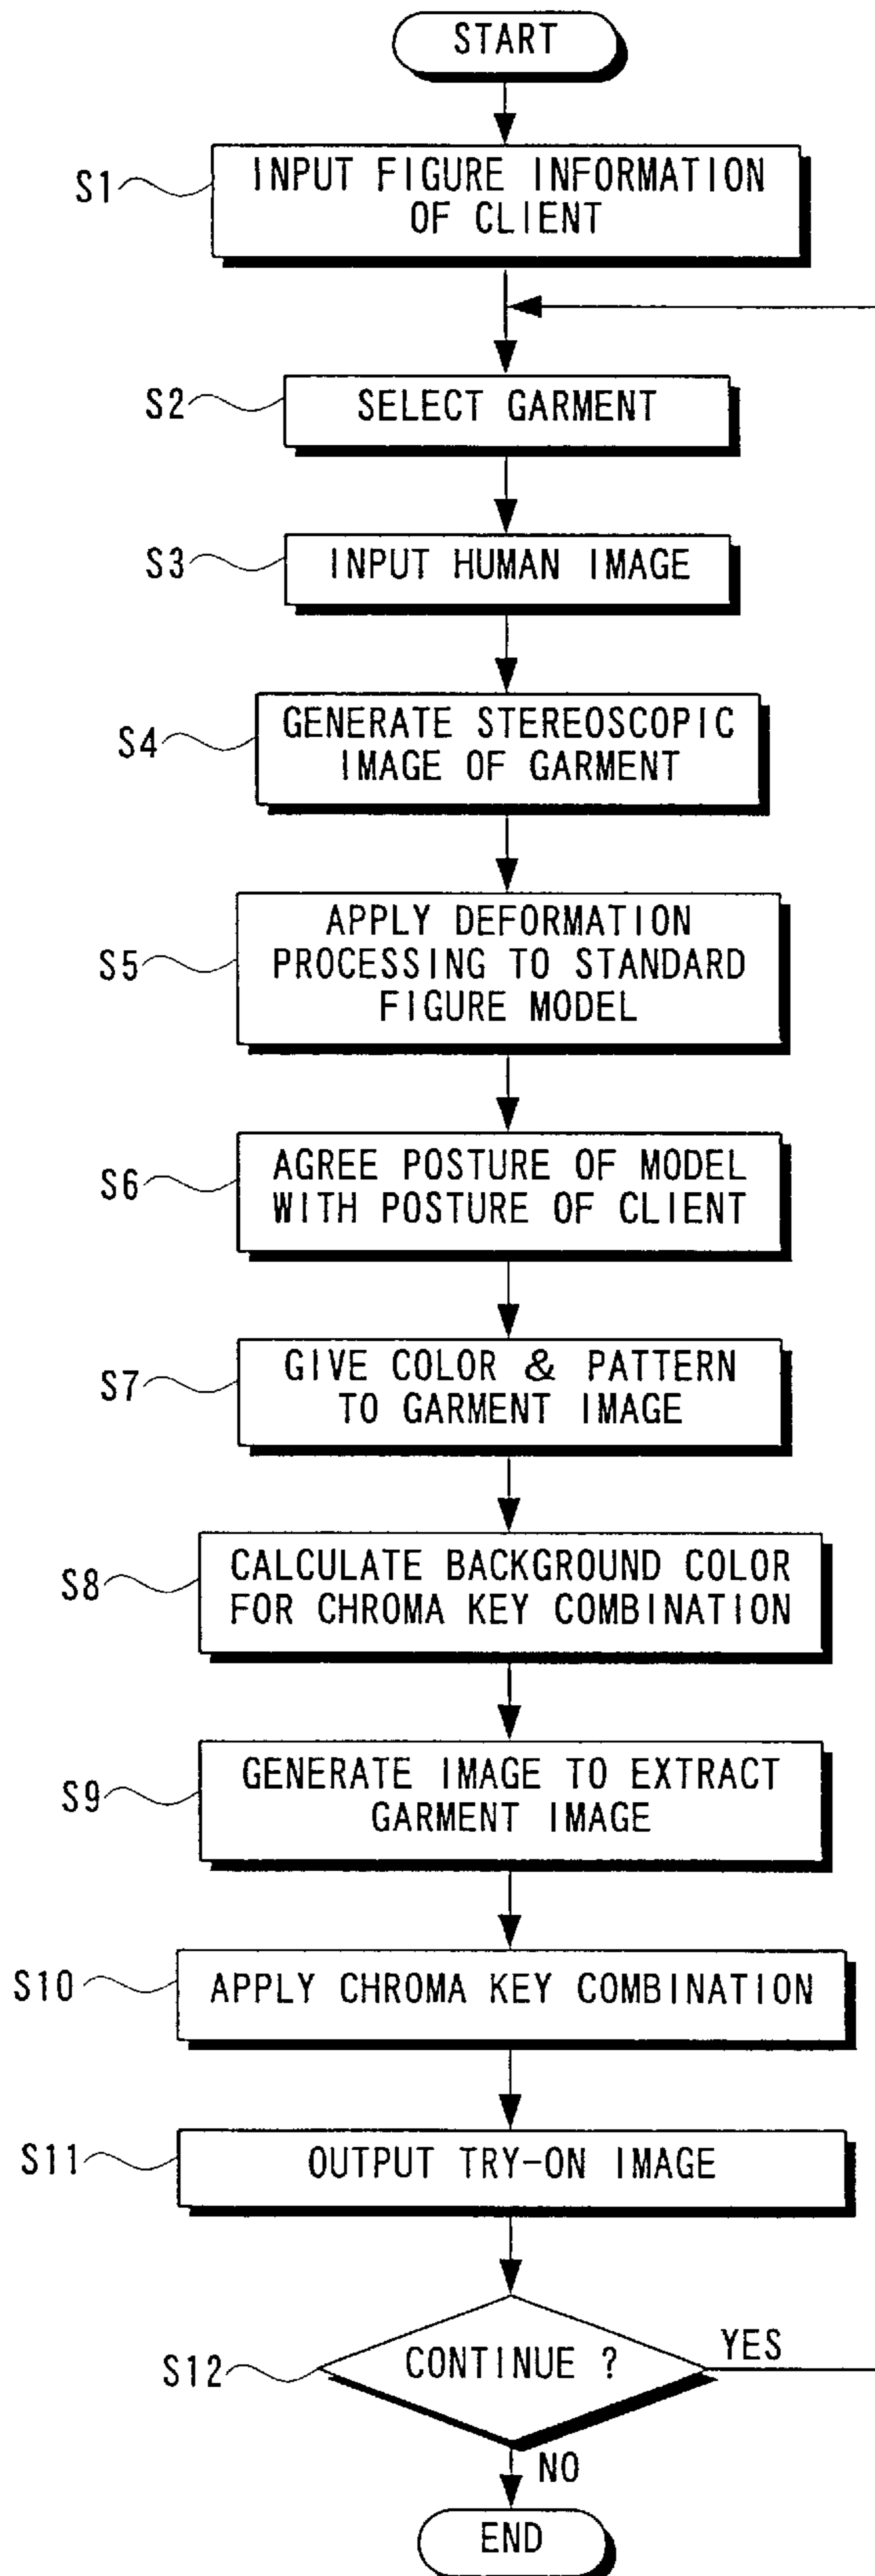 START
S1
INPUT FIGURE INFORMATION
OF CLIENT
S2
SELECT GARMENT
S3
INPUT HUMAN IMAGE
S4
GENERATE STEREOSCOPIC
IMAGE OF GARMENT
S5
APPLY DEFORMATION
PROCESSING TO STANDARD
FIGURE MODEL
S6
AGREE POSTURE OF MODEL
WITH POSTURE OF CLIENT
S7
GIVE COLOR & PATTERN
TO GARMENT IMAGE
S8
CALCULATE BACKGROUND COLOR
FOR CHROMA KEY COMBINATION
S9
GENERATE IMAGE TO EXTRACT
GARMENT IMAGE
S10
APPLY CHROMA KEY COMBINATION
S11
OUTPUT TRY-ON IMAGE
S12
CONTINUE ?
YES
NO
END